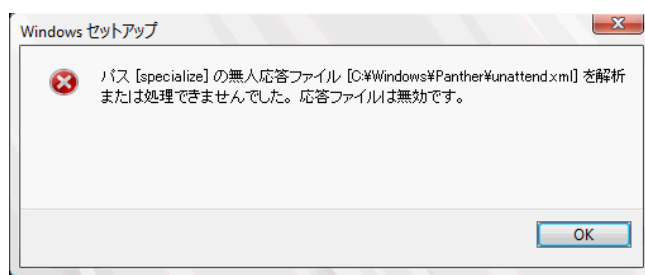 Windows セットアップ
パス [specialize] の無人応答ファイル [C:¥Windows¥Panther¥unattend.xml] を解析
または処理できませんでした。応答ファイルは無効です。
OK